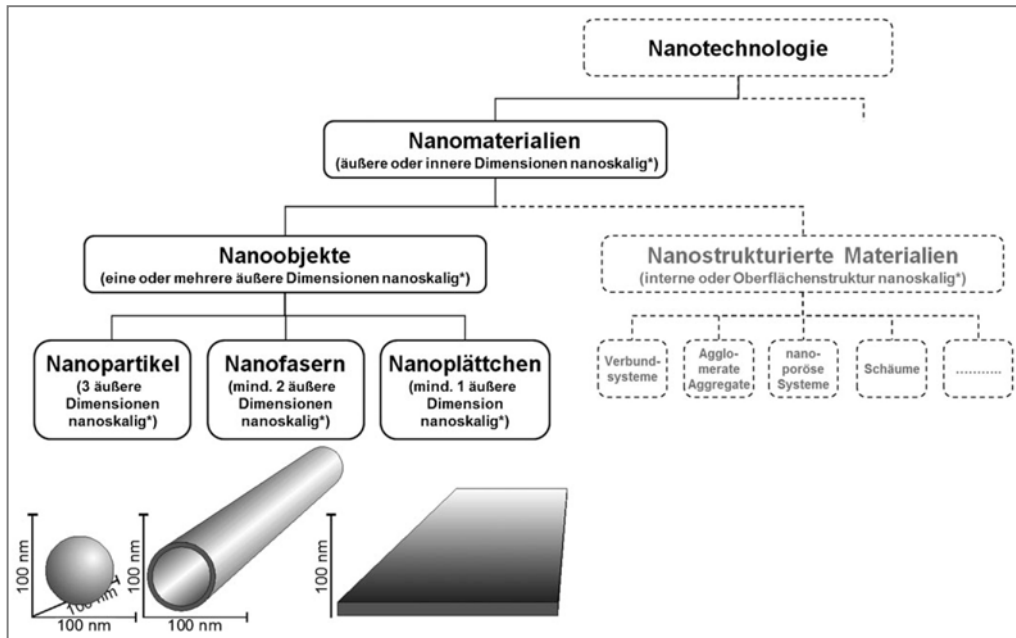 Nanotechnologie
Nanomaterialien
(äußere oder innere Dimensionen nanoskalig*)
Nanoobjekte
(eine oder mehrere äußere Dimensionen nanoskalig*)
Nanostrukturierte Materialien
(interne oder Oberflächenstruktur nanoskalig*)
Nanopartikel
(3 äußere
Dimensionen
nanoskalig*)
Nanofasern
(mind. 2 äußere
Dimensionen
nanoskalig*)
Nanoplättchen
(mind. 1 äußere
Dimension
nanoskalig*)
Verbund-
systeme
Agglo-
merate
Aggregate
nano-
poröse
Systeme
Schäume
...........
100 nm
100 nm
100 nm
100 nm
100 nm
100 nm